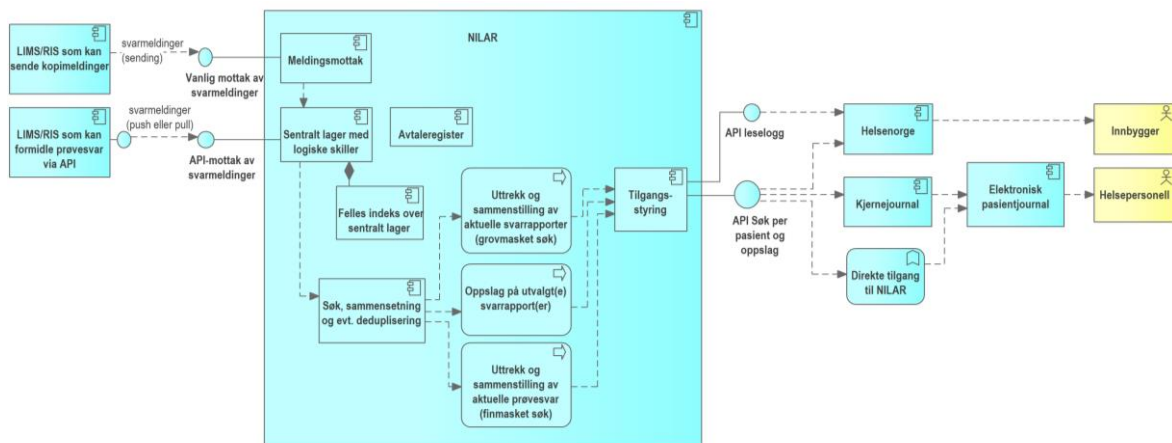 LIMS/RIS som kan
sende kopimeldinger
svarmeldinger
(sending)
Vanlig mottak av
svarmeldinger
LIMS/RIS som kan
formidle prøvesvar
via API
svarmeldinger
(push eller pull)
API-mottak av
svarmeldinger
NILAR
Meldingsmottak
Sentralt lager med
logiske skiller
Avtaleregister
Felles indeks over
sentralt lager
Søk, sammensetning
og evt. deduplisering
Uttrekk og
sammenstilling av
aktuelle svarrapporter
(grovmasket søk)
Oppslag på utvalgt(e)
svarrapport(er)
Uttrekk og
sammenstilling av
aktuelle prøvesvar
(finmasket søk)
Tilgangs-
styring
API leselogg
API Søk per
pasient og
oppslag
Helsenorge
Kjernejournal
Direkte tilgang
til NILAR
Elektronisk
pasientjournal
Innbygger
Helsepersonell